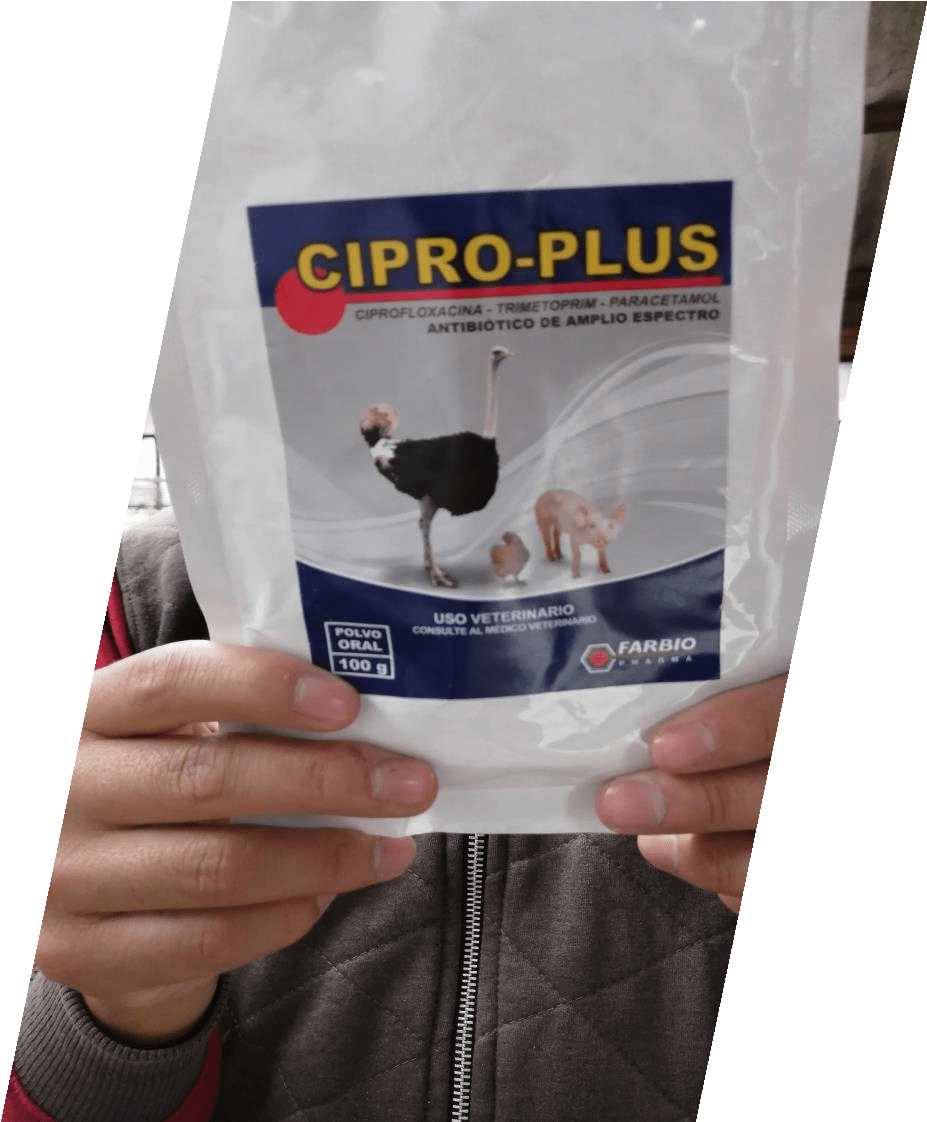 CIPRO-PLUS
CIPROFLOXACINA - TRIMETOPRIM - PARACETAMOL
ANTIBIÓTICO DE AMPLIO ESPECTRO
USO VETERINARIO
CONSULTE AL MÉDICO VETERINARIO
POLVO
ORAL
100 g
FARBIO
PHARMA